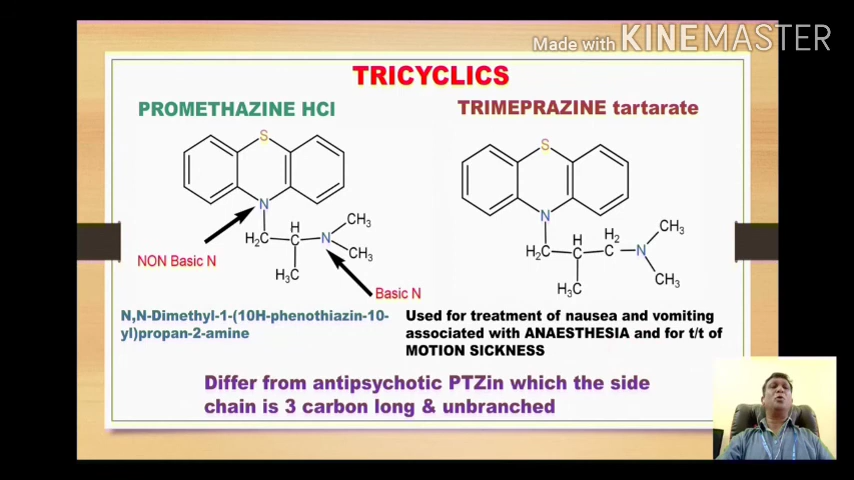 Made with KINEMASTER
TRICYCLICS
PROMETHAZINE HCl
TRIMEPRAZINE tartarate
S
N
H
H₂C
C
N
CH₃
CH₃
H₃C
NON Basic N
Basic N
S
N
H
H₂
H₂C
C
C
N
CH₃
CH₃
H₃C
N,N-Dimethyl-1-(10H-phenothiazin-10-
yl)propan-2-amine
Used for treatment of nausea and vomiting
associated with ANAESTHESIA and for t/t of
MOTION SICKNESS
Differ from antipsychotic PTZin which the side
chain is 3 carbon long & unbranched